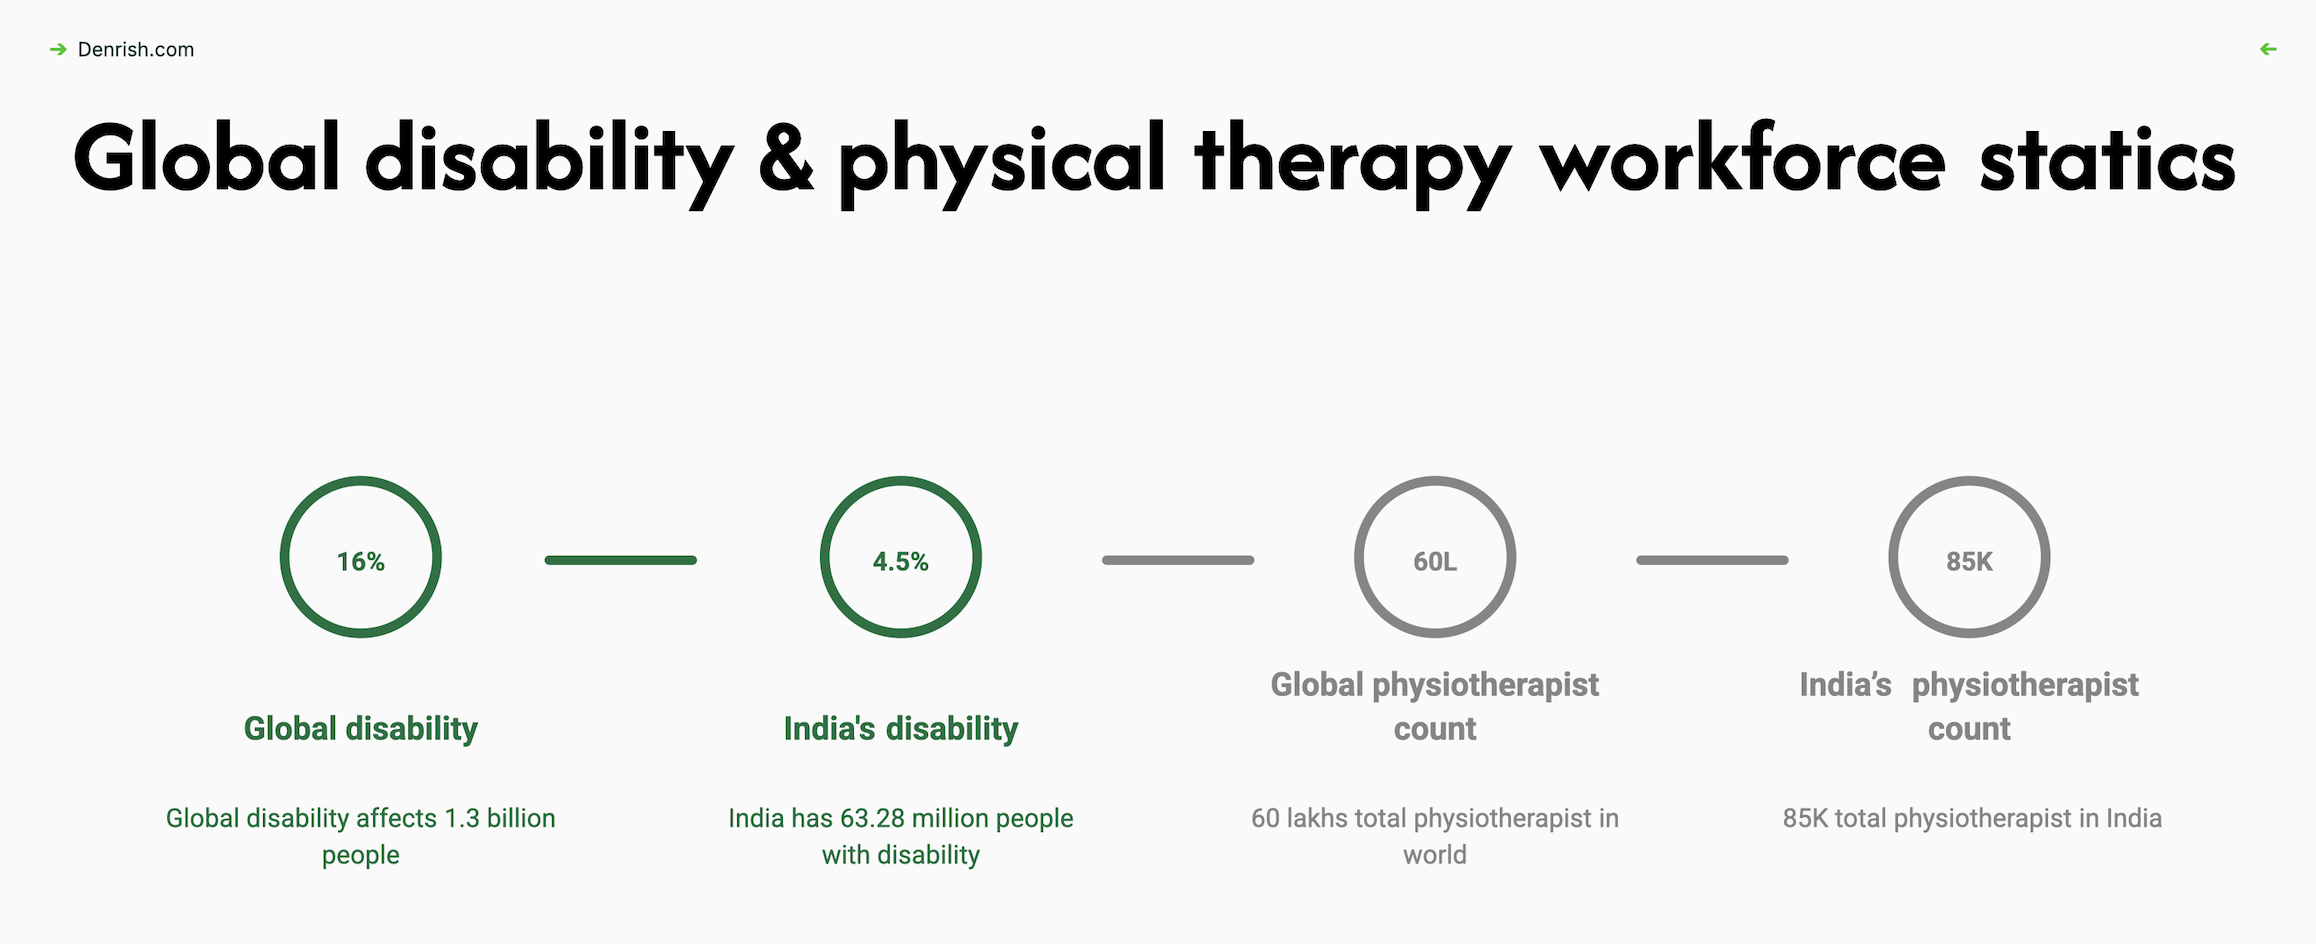 Denrish.com
Global disability & physical therapy workforce statics
16%
4.5%
60L
85K
Global disability
India's disability
Global physiotherapist
count
India’s physiotherapist
count
Global disability affects 1.3 billion
people
India has 63.28 million people
with disability
60 lakhs total physiotherapist in
world
85K total physiotherapist in India